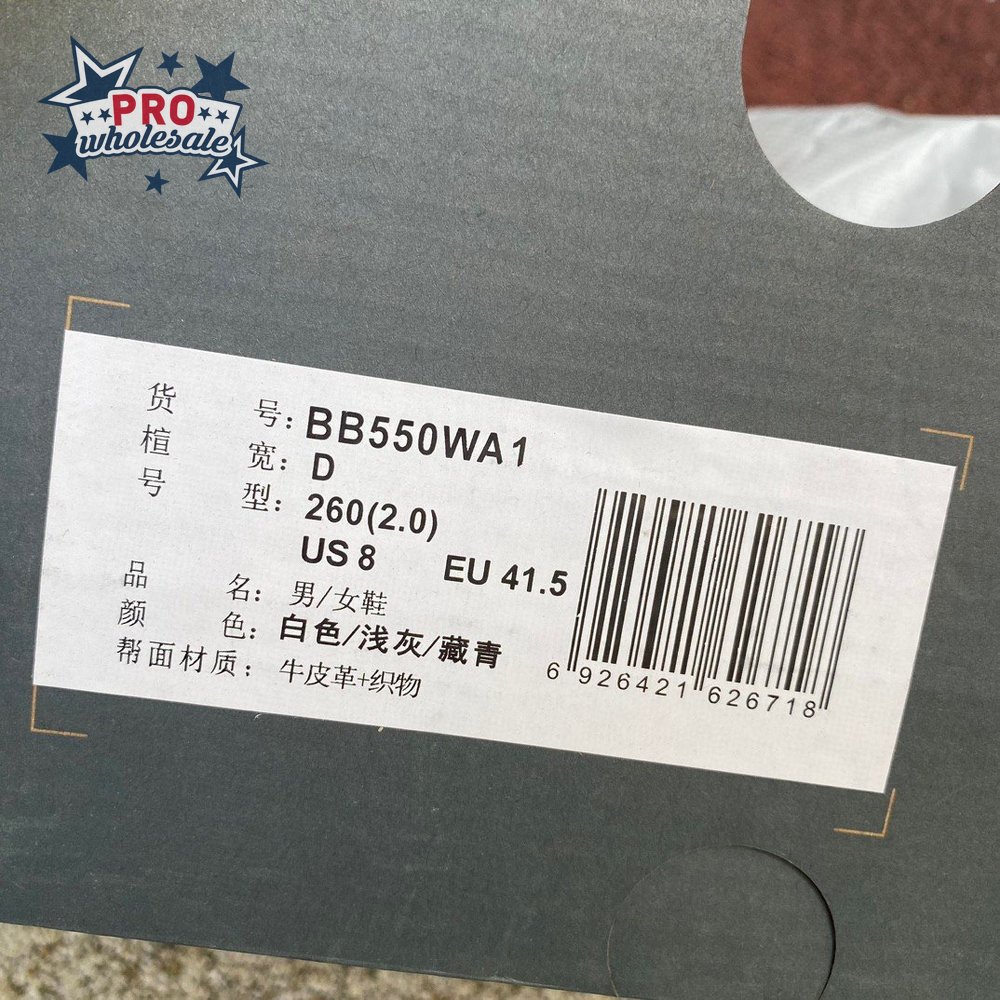 PRO
wholesale
货号: BB550WA1
楦宽: D
号型: 260(2.0)
US 8 EU 41.5
品名: 男/女鞋
颜色: 白色/浅灰/藏青
帮面材质: 牛皮革+织物
6 926421 626718